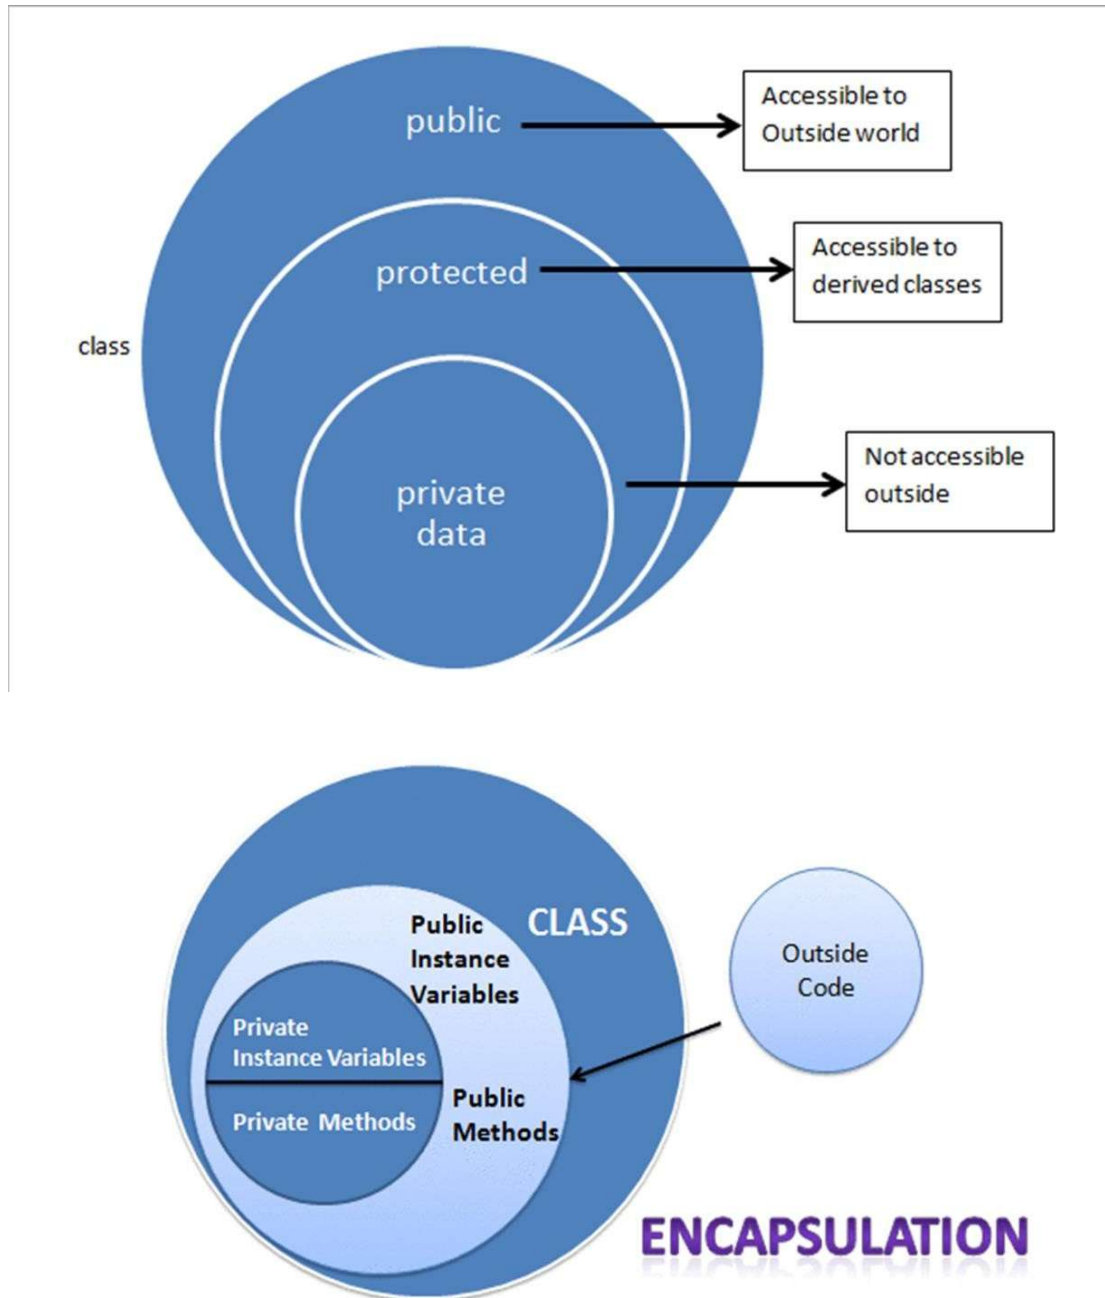 public
Accessible to
Outside world
protected
Accessible to
derived classes
class
private
data
Not accessible
outside
CLASS
Public
Instance
Variables
Outside
Code
Private
Instance Variables
Private Methods
Public
Methods
ENCAPSULATION